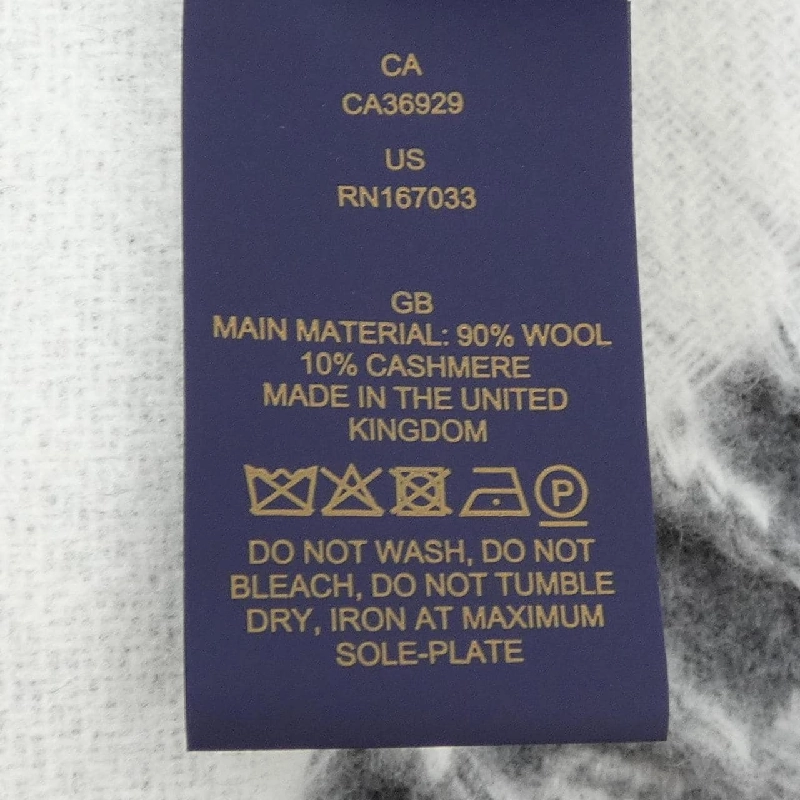 CA
CA36929
US
RN167033
GB
MAIN MATERIAL: 90% WOOL
10% CASHMERE
MADE IN THE UNITED
KINGDOM
P
DO NOT WASH, DO NOT
BLEACH, DO NOT TUMBLE
DRY, IRON AT MAXIMUM
SOLE-PLATE